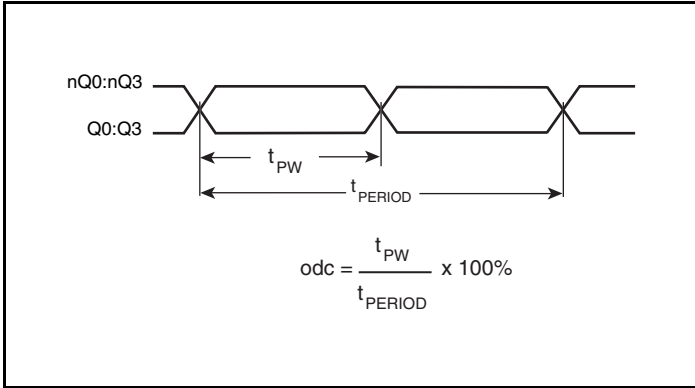 nQ0:nQ3
Q0:Q3
tPW
tPERIOD
tPW
odc = x 100%
tPERIOD